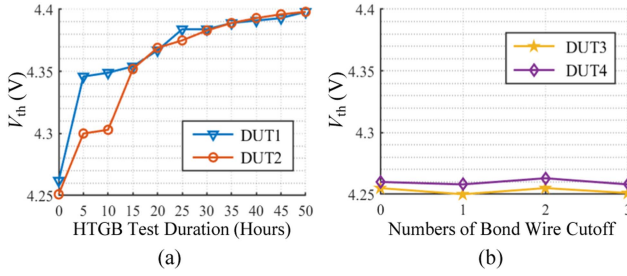 4.4
4.35
4.3
4.25
Vth (V)
DUT1
DUT2
0 5 10 15 20 25 30 35 40 45 50
HTGB Test Duration (Hours)
(a)
4.4
4.35
4.3
4.25
Vth (V)
DUT3
DUT4
0 1 2 3
Numbers of Bond Wire Cutoff
(b)